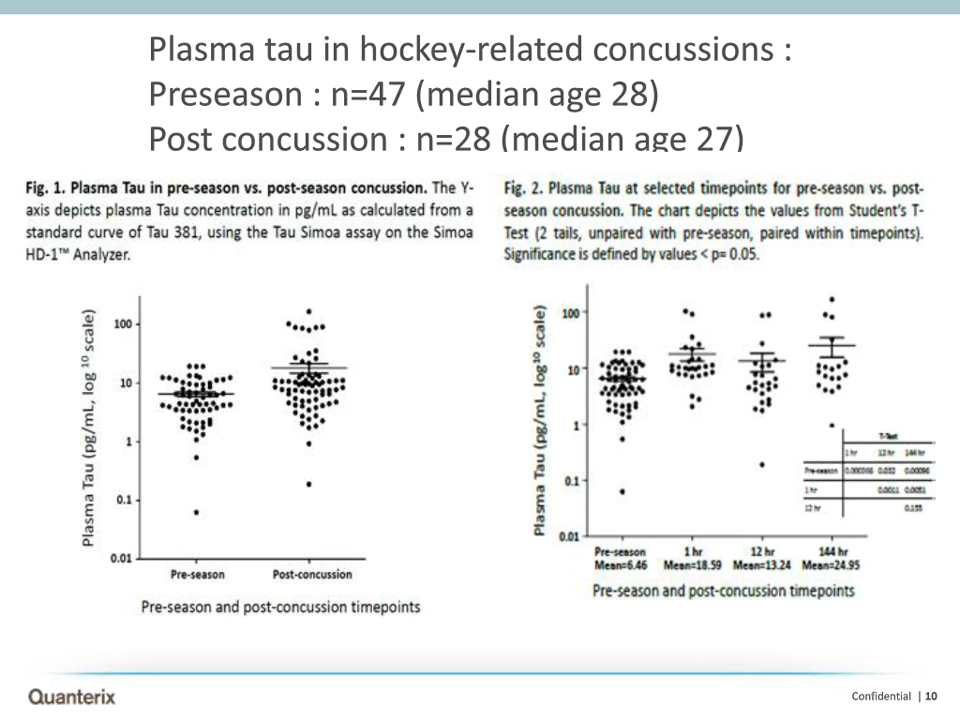 Plasma tau in hockey-related concussions :
Preseason : n=47 (median age 28)
Post concussion : n=28 (median age 27)
Fig. 1. Plasma Tau in pre-season vs. post-season concussion. The Y-
axis depicts plasma Tau concentration in pg/mL as calculated from a
standard curve of Tau 381, using the Tau Simoa assay on the Simoa
HD-1™ Analyzer.
Plasma Tau (pg/mL, log ¹⁰ scale)
100
10
1
0.1
0.01
Pre-season Post-concussion
Pre-season and post-concussion timepoints
Fig. 2. Plasma Tau at selected timepoints for pre-season vs. post-
season concussion. The chart depicts the values from Student's T-
Test (2 tails, unpaired with pre-season, paired within timepoints).
Significance is defined by values < p= 0.05.
Plasma Tau (pg/mL, log¹⁰ scale)
100
10
1
0.1
0.01
T-Test
1 hr 12 hr 144 hr
Pre-season 0.032
1 hr 0.0011 0.0051
12 hr 0.155
Pre-season 1 hr 12 hr 144 hr
Mean=6.46 Mean=18.59 Mean=13.24 Mean=24.95
Pre-season and post-concussion timepoints
Quanterix
Confidential | 10